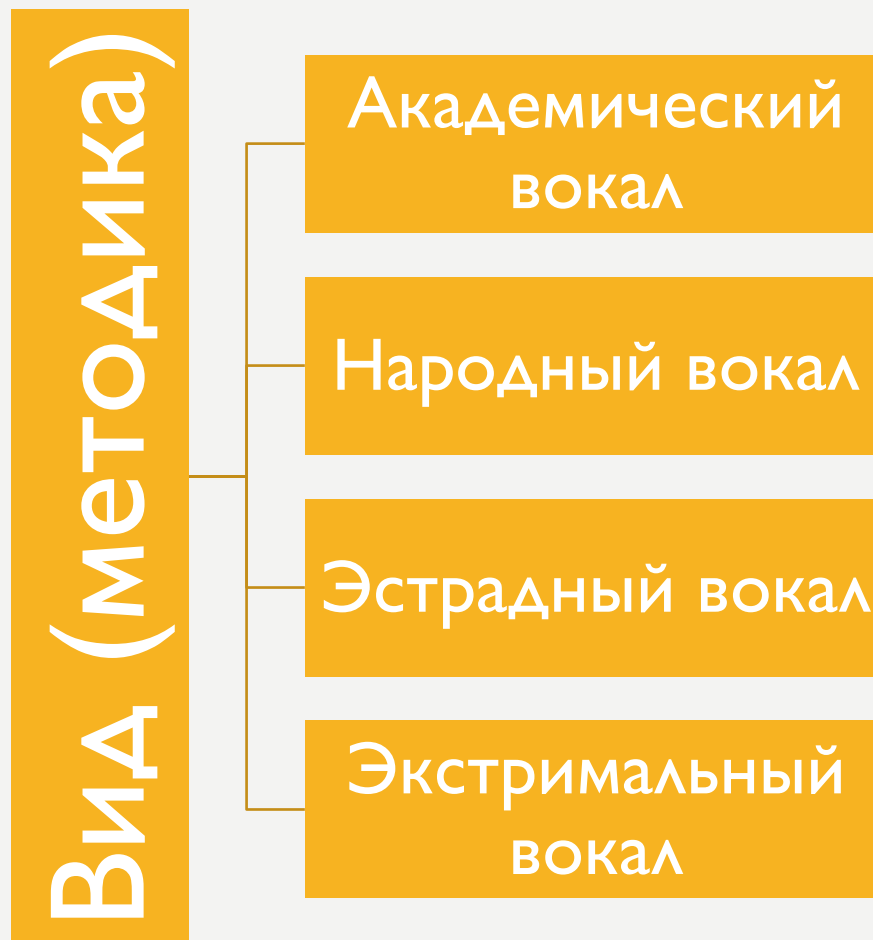 Вид (методика)
Академический
вокал
Народный вокал
Эстрадный вокал
Экстримальный
вокал